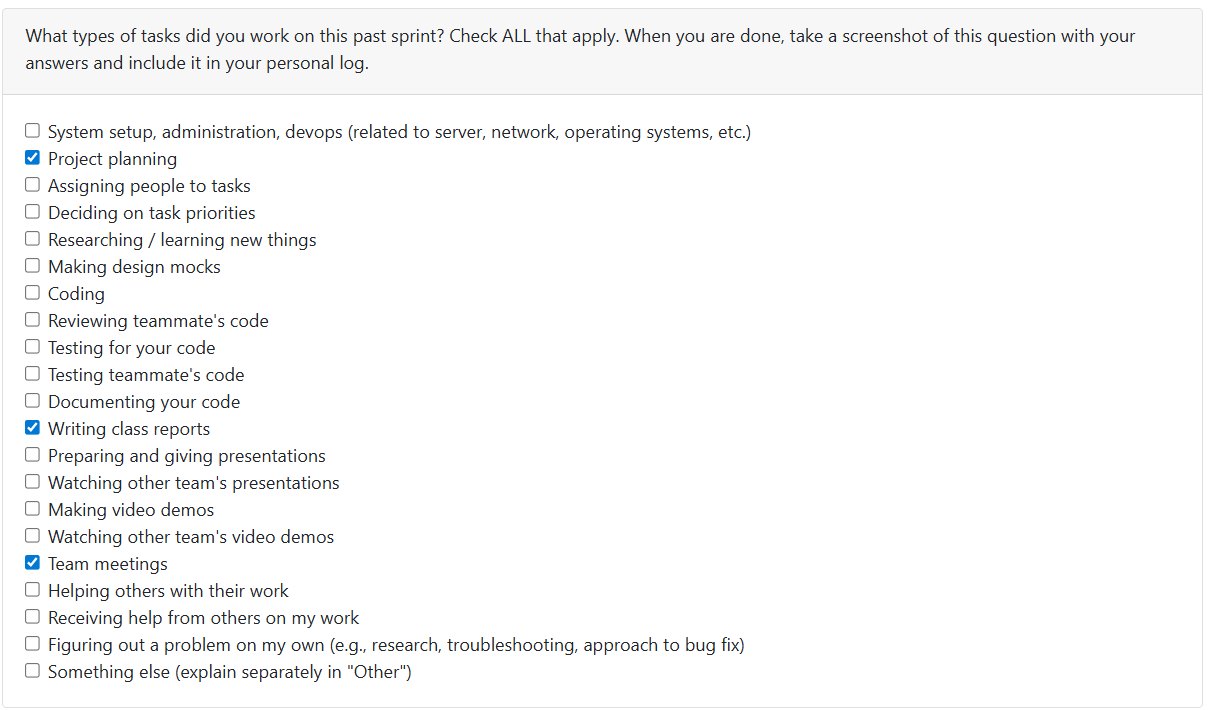 What types of tasks did you work on this past sprint? Check ALL that apply. When you are done, take a screenshot of this question with your
answers and include it in your personal log.
System setup, administration, devops (related to server, network, operating systems, etc.)
Project planning
Assigning people to tasks
Deciding on task priorities
Researching / learning new things
Making design mocks
Coding
Reviewing teammate's code
Testing for your code
Testing teammate's code
Documenting your code
Writing class reports
Preparing and giving presentations
Watching other team's presentations
Making video demos
Watching other team's video demos
Team meetings
Helping others with their work
Receiving help from others on my work
Figuring out a problem on my own (e.g., research, troubleshooting, approach to bug fix)
Something else (explain separately in "Other")